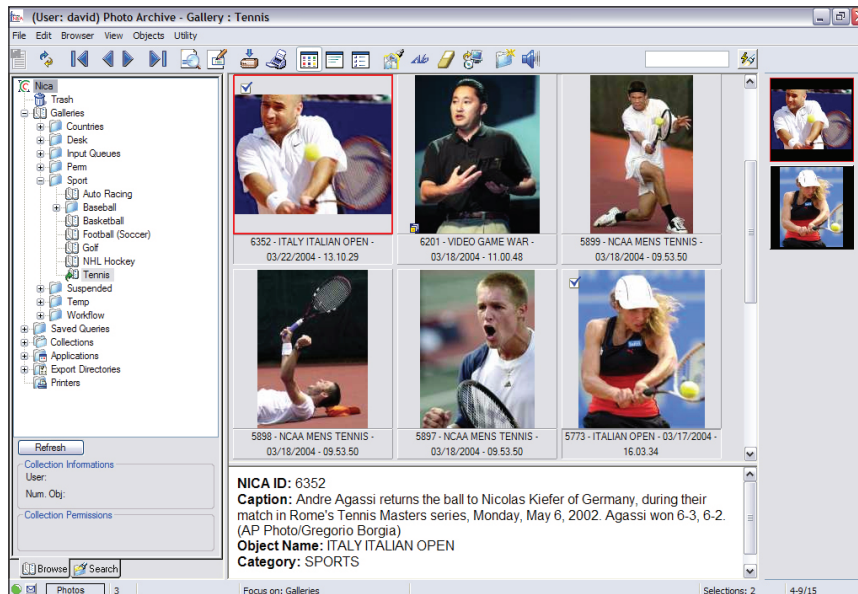 (User: david) Photo Archive - Gallery : Tennis
File Edit Browser View Objects Utility
Nica
Trash
Galleries
Countries
Desk
Input Queues
Perm
Sport
Auto Racing
Baseball
Basketball
Football (Soccer)
Golf
NHL Hockey
Tennis
Suspended
Temp
Workflow
Saved Queries
Collections
Applications
Export Directories
Printers
Refresh
Collection Informations
User:
Num. Obj:
Collection Permissions
Browse Search
6352 - ITALY ITALIAN OPEN -
03/22/2004 - 13.10.29
6201 - VIDEO GAME WAR -
03/18/2004 - 11.00.48
5899 - NCAA MENS TENNIS -
03/18/2004 - 09.53.50
5898 - NCAA MENS TENNIS -
03/18/2004 - 09.53.50
5897 - NCAA MENS TENNIS -
03/18/2004 - 09.53.50
5773 - ITALIAN OPEN - 03/17/2004 -
16.03.34
NICA ID: 6352
Caption: Andre Agassi returns the ball to Nicolas Kiefer of Germany, during their
match in Rome's Tennis Masters series, Monday, May 6, 2002. Agassi won 6-3, 6-2.
(AP Photo/Gregorio Borgia)
Object Name: ITALY ITALIAN OPEN
Category: SPORTS
Photos 3 Focus on: Galleries Selections: 2 4-9/15